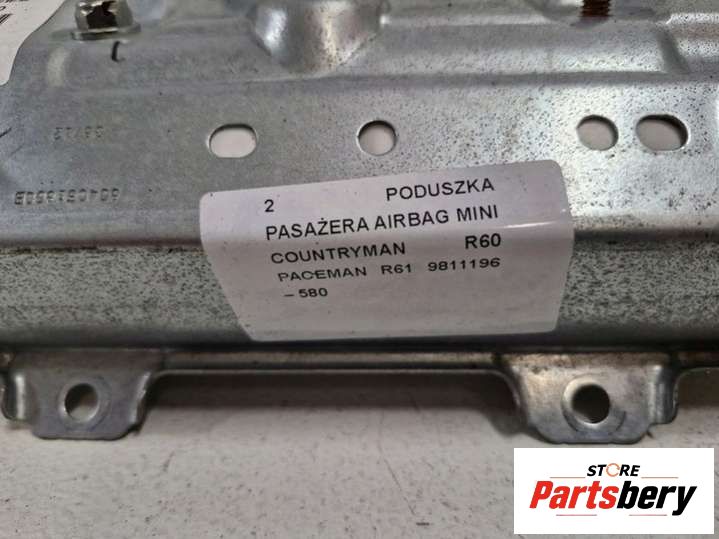 2 PODUSZKA
PASAŻERA AIRBAG MINI
COUNTRYMAN R60
PACEMAN R61 9811196
– 580
STORE
Partsbery